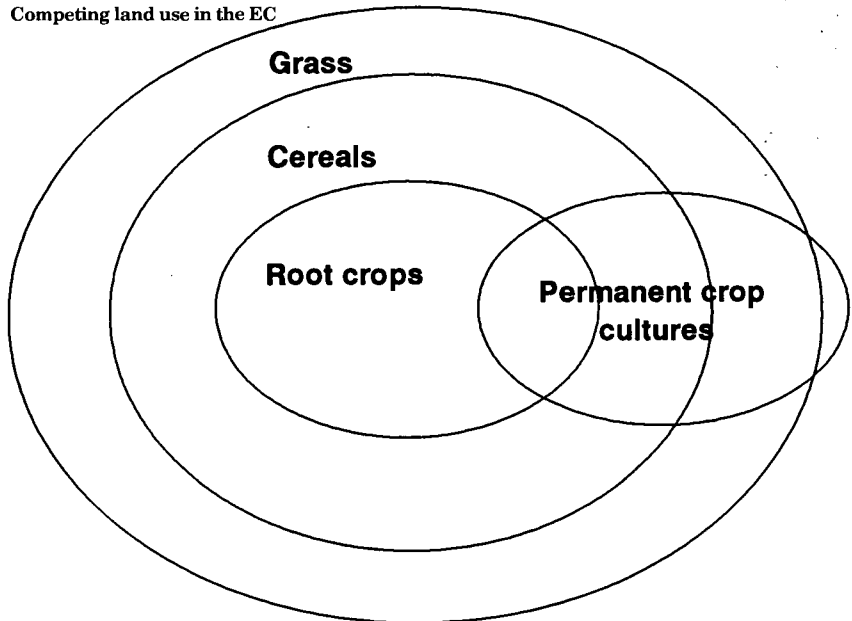 Competing land use in the EC
Grass
Cereals
Root crops
Permanent crop
cultures